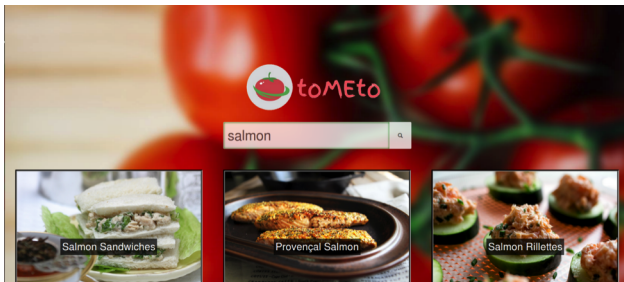 toMEto
salmon
Salmon Sandwiches
Provençal Salmon
Salmon Rillettes